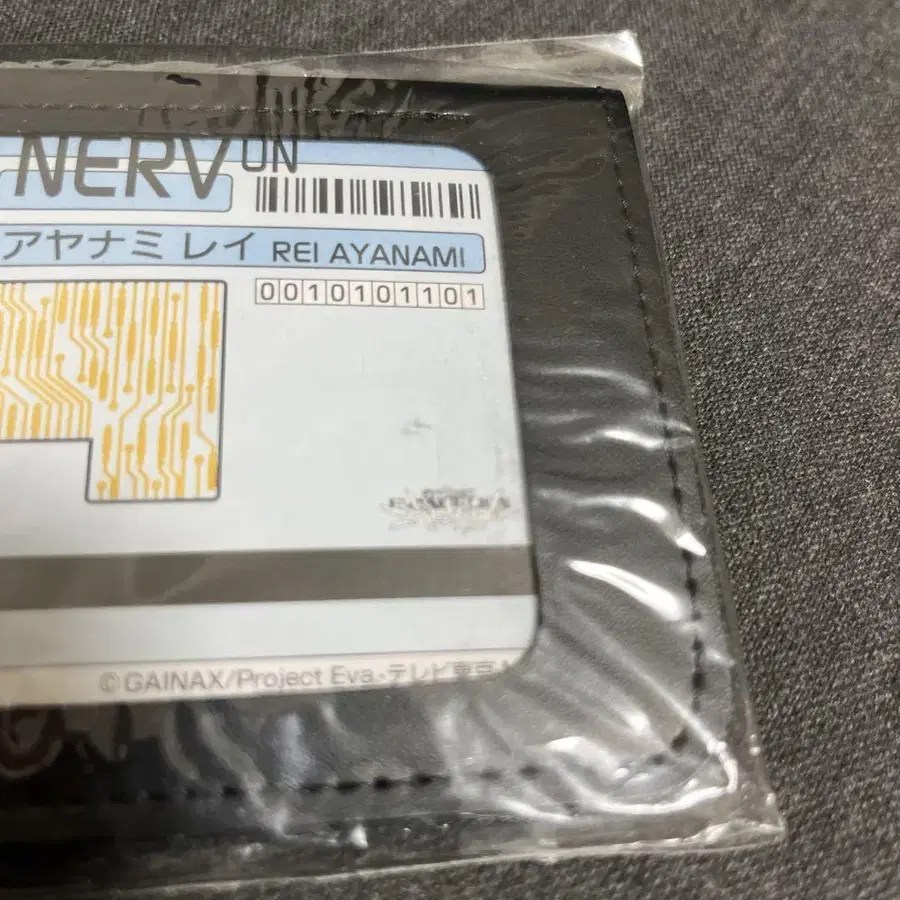 NERV UN
アヤナミ レイ REI AYANAMI
0010101101
©GAINAX/Project Eva.-テレビ東京